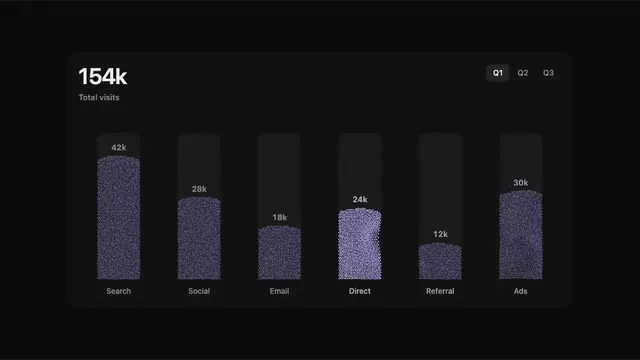 154k
Total visits
Q1 Q2 Q3
42k
28k
18k
24k
12k
30k
Search
Social
Email
Direct
Referral
Ads